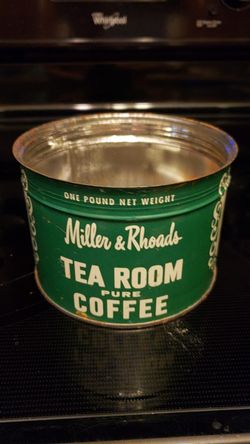 Whirlpool
ONE POUND NET WEIGHT
Miller & Rhoads
TEA ROOM
PURE
COFFEE